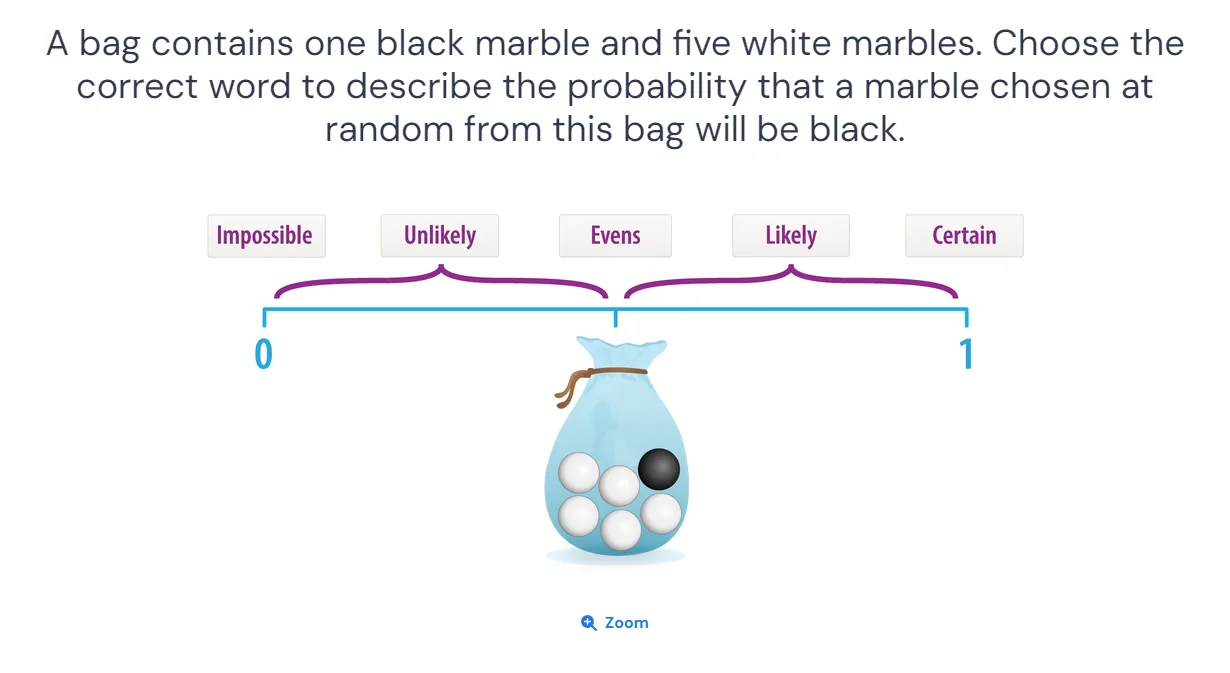 A bag contains one black marble and five white marbles. Choose the
correct word to describe the probability that a marble chosen at
random from this bag will be black.
Impossible Unlikely Evens Likely Certain
0 1
Zoom